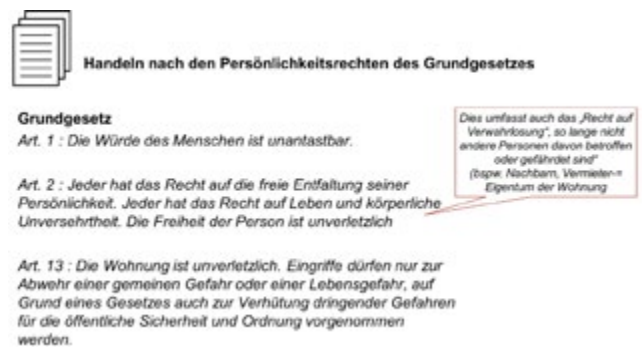 Handeln nach den Persönlichkeitsrechten des Grundgesetzes
Grundgesetz
Art. 1 : Die Würde des Menschen ist unantastbar.
Art. 2 : Jeder hat das Recht auf die freie Entfaltung seiner
Persönlichkeit. Jeder hat das Recht auf Leben und körperliche
Unversehrtheit. Die Freiheit der Person ist unverletzlich
Dies umfasst auch das „Recht auf
Verwahrlosung“, so lange nicht
andere Personen davon betroffen
oder gefährdet sind“
(bspw. Nachbarn, Vermieter-=
Eigentum der Wohnung
Art. 13 : Die Wohnung ist unverletzlich. Eingriffe dürfen nur zur
Abwehr einer gemeinen Gefahr oder einer Lebensgefahr, auf
Grund eines Gesetzes auch zur Verhütung dringender Gefahren
für die öffentliche Sicherheit und Ordnung vorgenommen
werden.